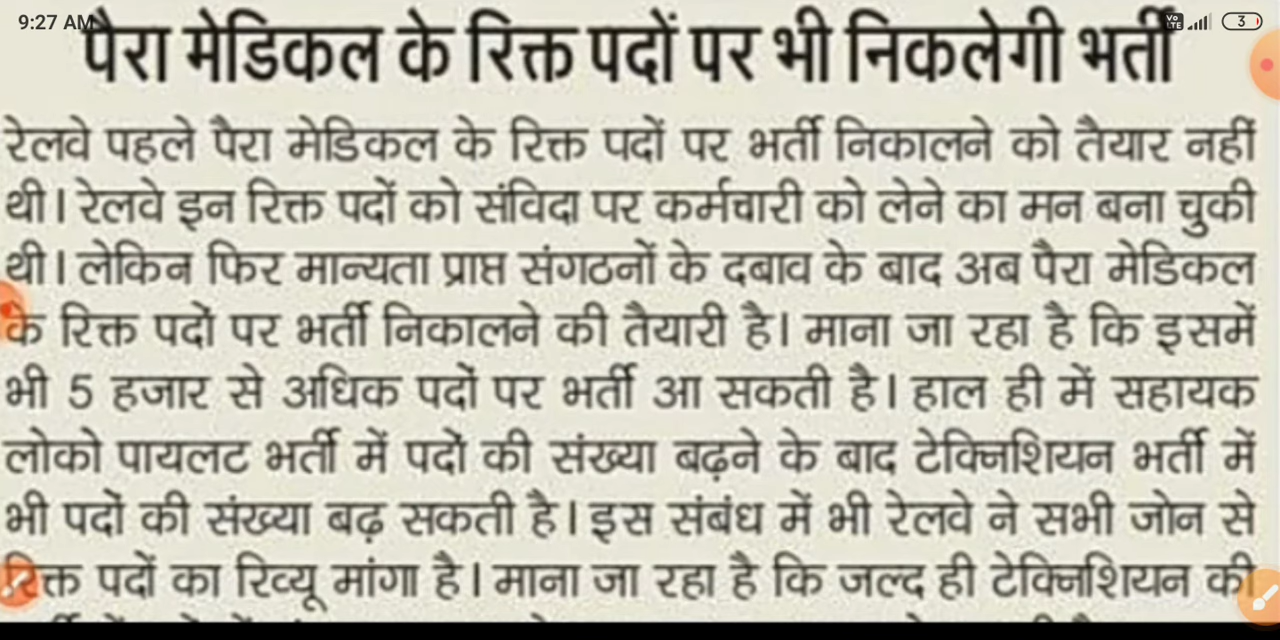 9:27 AM
Vo LTE
3
पैरा मेडिकल के रिक्त पदों पर भी निकलेगी भर्ती
रेलवे पहले पैरा मेडिकल के रिक्त पदों पर भर्ती निकालने को तैयार नहीं
थी। रेलवे इन रिक्त पदों को संविदा पर कर्मचारी को लेने का मन बना चुकी
थी। लेकिन फिर मान्यता प्राप्त संगठनों के दबाव के बाद अब पैरा मेडिकल
के रिक्त पदों पर भर्ती निकालने की तैयारी है। माना जा रहा है कि इसमें
भी 5 हजार से अधिक पदों पर भर्ती आ सकती है। हाल ही में सहायक
लोको पायलट भर्ती में पदों की संख्या बढ़ने के बाद टेक्निशियन भर्ती में
भी पदों की संख्या बढ़ सकती है। इस संबंध में भी रेलवे ने सभी जोन से
रिक्त पदों का रिव्यू मांगा है। माना जा रहा है कि जल्द ही टेक्निशियन की